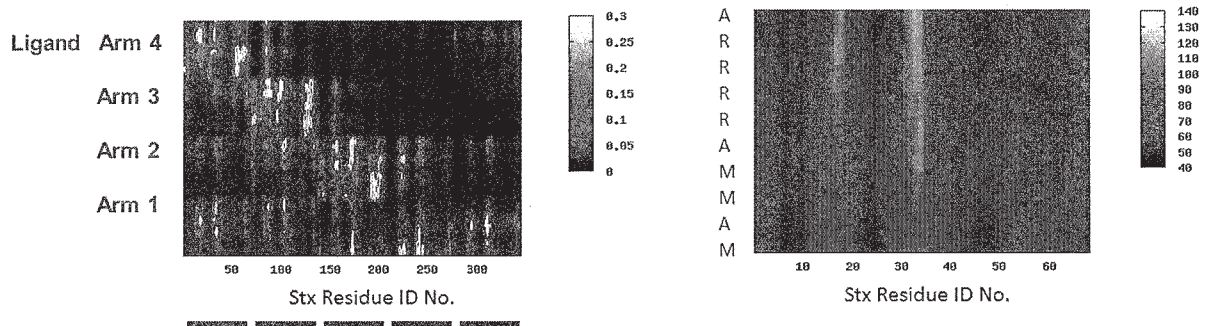 Ligand Arm 4
Arm 3
Arm 2
Arm 1
0.3
0.25
0.2
0.15
0.1
0.05
0
50 100 150 200 250 300
Stx Residue ID No.
A
R
R
R
R
A
M
M
A
M
140
130
120
110
100
90
80
70
60
50
40
10 20 30 40 50 60
Stx Residue ID No.